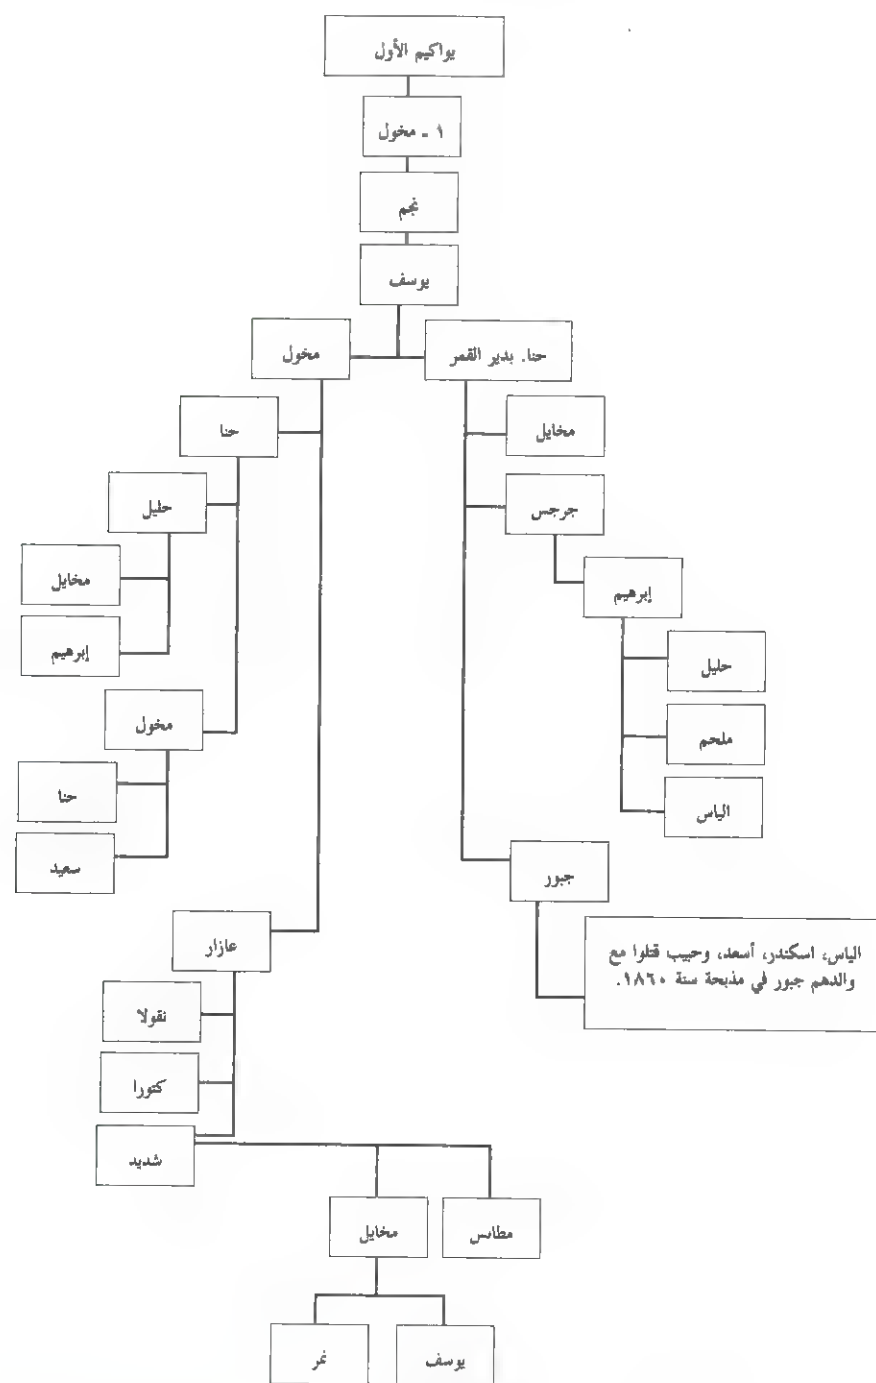 يواكيم الأول
١ - مخول
نجم
يوسف
حنا. بدير القمر
مخول
مخايل
حنا
جرجس
خليل
إبرهيم
مخايل
إبرهيم
خليل
مخول
ملحم
حنا
الياس
سعيد
جبور
عازار
الياس، اسكندر، أسعد، وحبيب قتلوا مع
والدهم جبور في مذبحة سنة ١٨٦٠.
نقولا
كتورا
شديد
مطانس
مخايل
يوسف
نمر